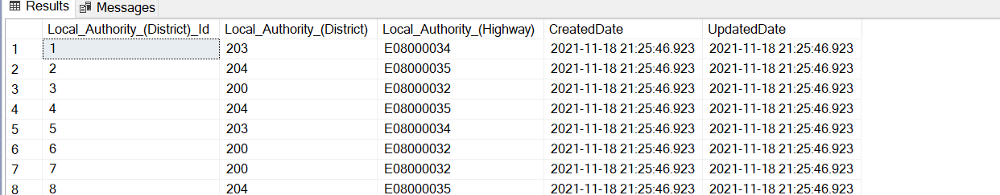 Results Messages
Local_Authority_(District)_Id Local_Authority_(District) Local_Authority_(Highway) CreatedDate UpdatedDate
1 1 203 E08000034 2021-11-18 21:25:46.923 2021-11-18 21:25:46.923
2 2 204 E08000035 2021-11-18 21:25:46.923 2021-11-18 21:25:46.923
3 3 200 E08000032 2021-11-18 21:25:46.923 2021-11-18 21:25:46.923
4 4 204 E08000035 2021-11-18 21:25:46.923 2021-11-18 21:25:46.923
5 5 203 E08000034 2021-11-18 21:25:46.923 2021-11-18 21:25:46.923
6 6 200 E08000032 2021-11-18 21:25:46.923 2021-11-18 21:25:46.923
7 7 200 E08000032 2021-11-18 21:25:46.923 2021-11-18 21:25:46.923
8 8 204 E08000035 2021-11-18 21:25:46.923 2021-11-18 21:25:46.923